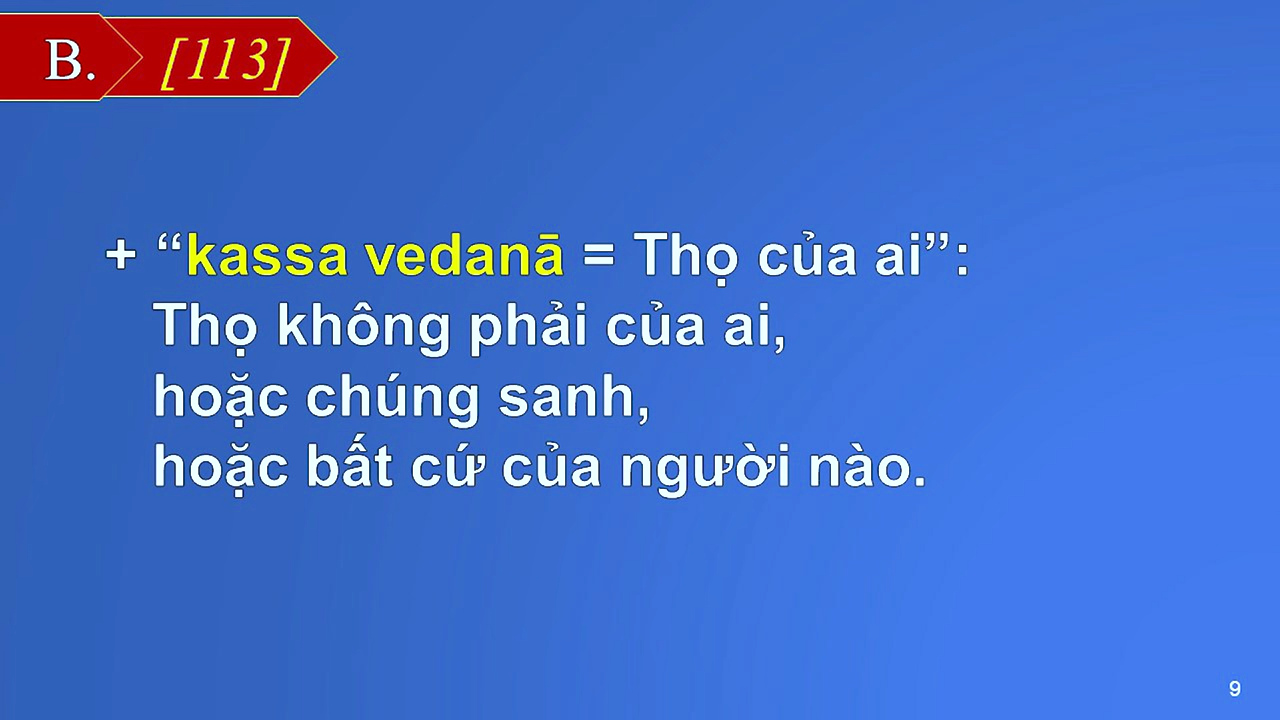 B. [113]
+ “kassa vedanā = Thọ của ai”:
Thọ không phải của ai,
hoặc chúng sanh,
hoặc bất cứ của người nào.
9